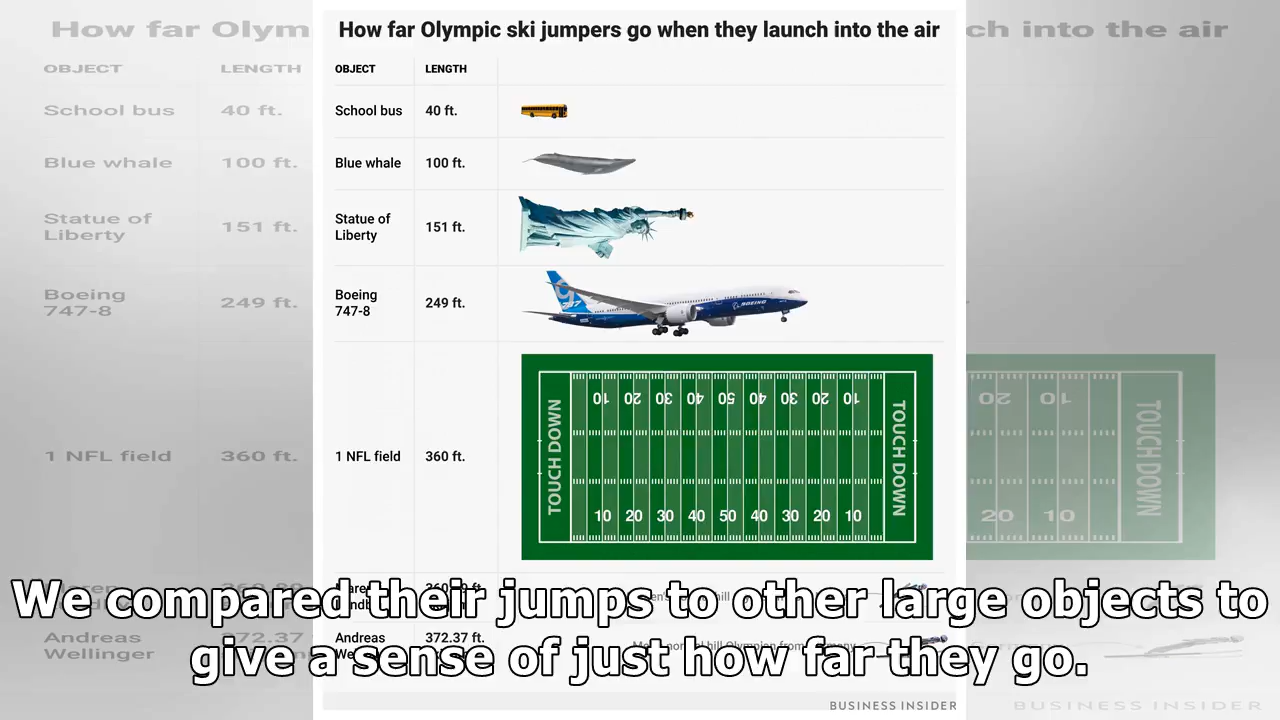 How far Olympic ski jumpers go when they launch into the air
OBJECT LENGTH
School bus 40 ft.
Blue whale 100 ft.
Statue of
Liberty 151 ft.
Boeing
747-8 249 ft.
BOEING
787
1 NFL field 360 ft.
TOUCH DOWN
10 20 30 40 50 40 30 20 10
10 20 30 40 50 40 30 20 10
TOUCH DOWN
Andreas
Wellinger 372.37 ft.
We compared their jumps to other large objects to
give a sense of just how far they go.
BUSINESS INSIDER